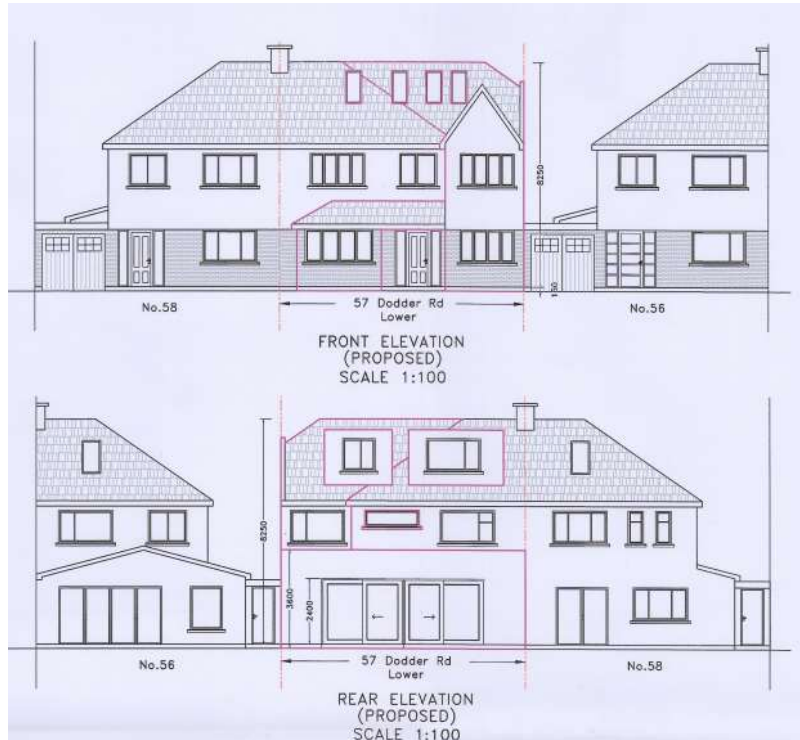 8250
150
No.58
57 Dodder Rd
Lower
No.56
FRONT ELEVATION
(PROPOSED)
SCALE 1:100
8250
3600
2400
No.56
57 Dodder Rd
Lower
No.58
REAR ELEVATION
(PROPOSED)
SCALE 1:100